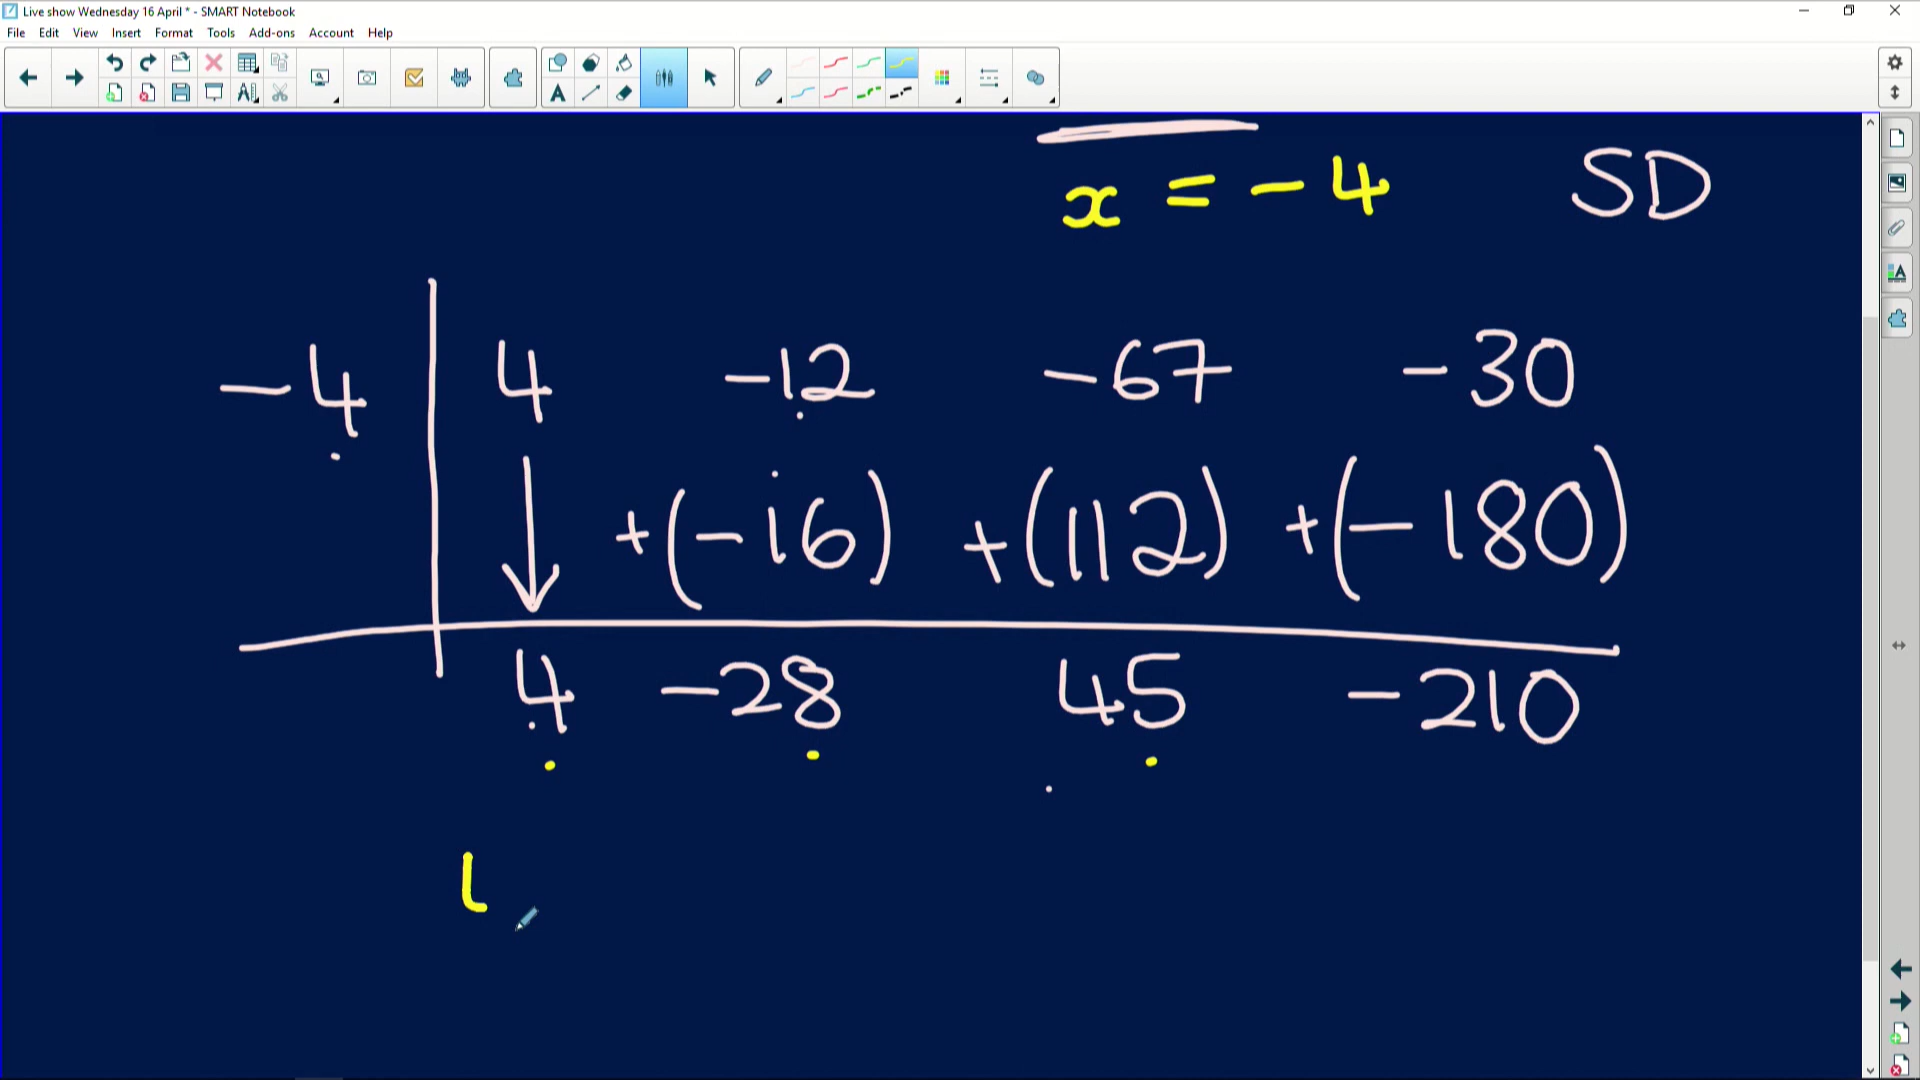 Live show Wednesday 16 April * - SMART Notebook
File Edit View Insert Format Tools Add-ons Account Help
x = -4 SD
-4 4 -12 -67 -30
+(-16) +(112) +(-180)
4 -28 45 -210